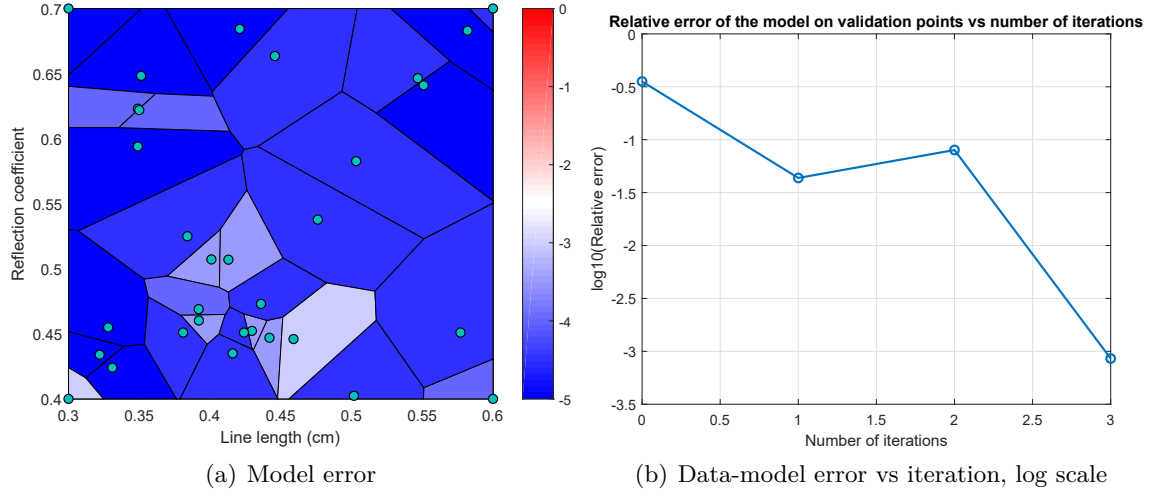 0.7
0.65
0.6
0.55
0.5
0.45
0.4
Reflection coefficient
0.3 0.35 0.4 0.45 0.5 0.55 0.6
Line length (cm)
0
-1
-2
-3
-4
-5
(a) Model error
Relative error of the model on validation points vs number of iterations
0
-0.5
-1
-1.5
-2
-2.5
-3
-3.5
log10(Relative error)
0 0.5 1 1.5 2 2.5 3
Number of iterations
(b) Data-model error vs iteration, log scale